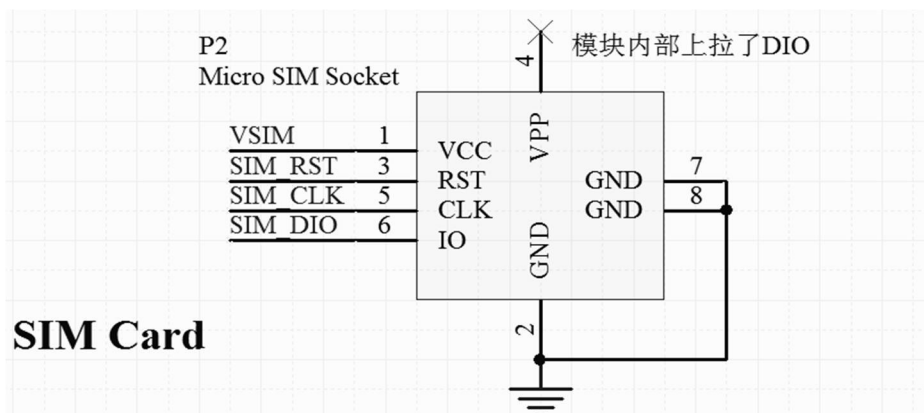 P2
Micro SIM Socket
模块内部上拉了DIO
4
VPP
VSIM 1 VCC
SIM_RST 3 RST
SIM_CLK 5 CLK
SIM_DIO 6 IO
GND 7
GND 8
GND
2
SIM Card